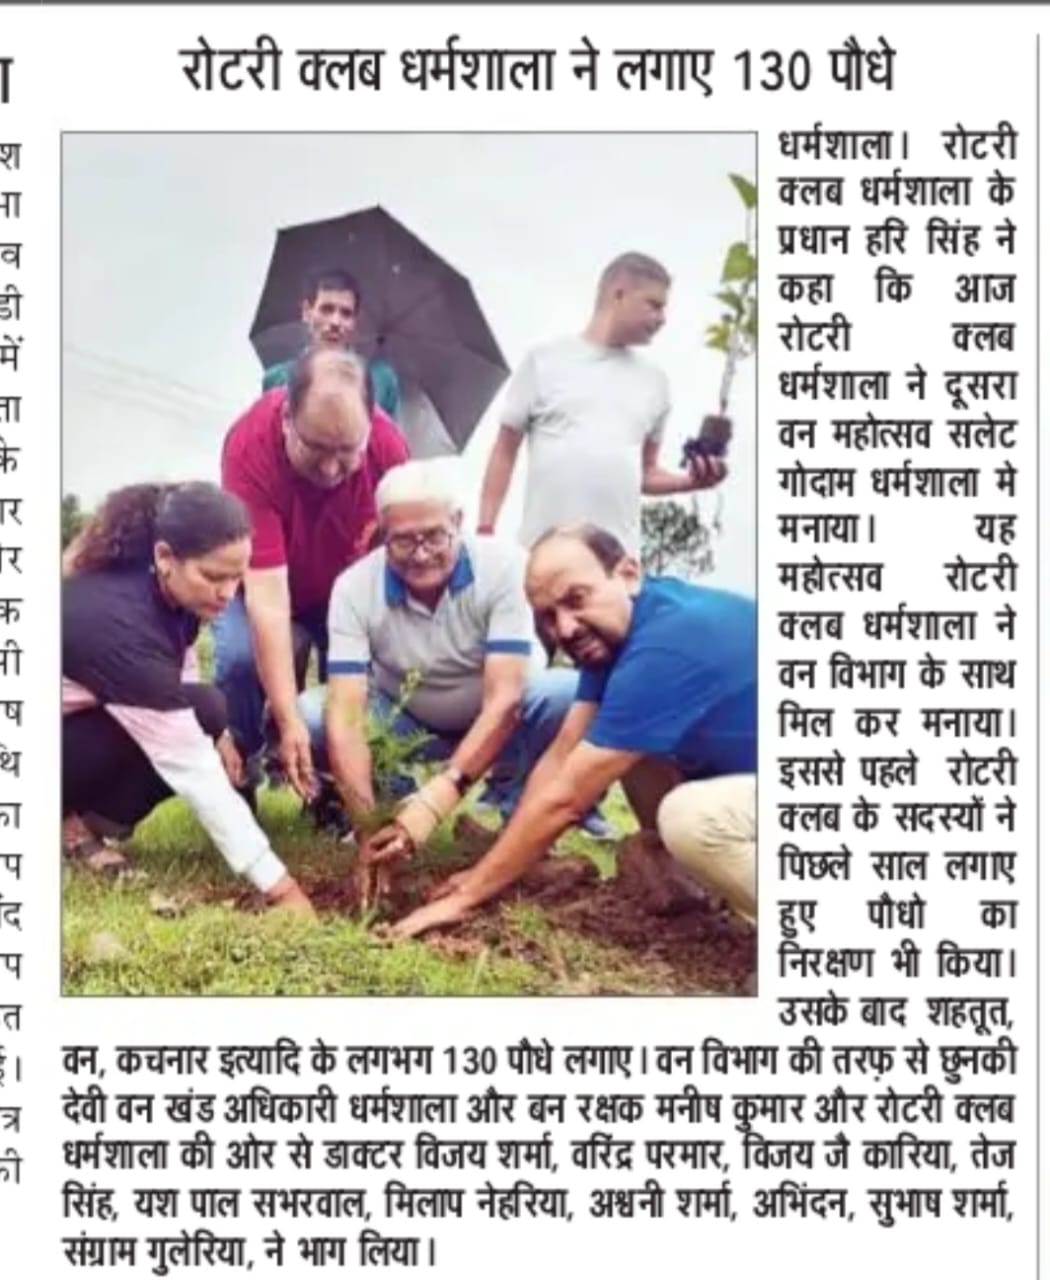 रोटरी क्लब धर्मशाला ने लगाए 130 पौधे
धर्मशाला। रोटरी
क्लब धर्मशाला के
प्रधान हरि सिंह ने
कहा कि आज
रोटरी क्लब
धर्मशाला ने दूसरा
वन महोत्सव सलेट
गोदाम धर्मशाला मे
मनाया। यह
महोत्सव रोटरी
क्लब धर्मशाला ने
वन विभाग के साथ
मिल कर मनाया।
इससे पहले रोटरी
क्लब के सदस्यों ने
पिछले साल लगाए
हुए पौधो का
निरक्षण भी किया।
उसके बाद शहतूत,
वन, कचनार इत्यादि के लगभग 130 पौधे लगाए। वन विभाग की तरफ़ से छुनकी
देवी वन खंड अधिकारी धर्मशाला और बन रक्षक मनीष कुमार और रोटरी क्लब
धर्मशाला की ओर से डाक्टर विजय शर्मा, वरिंद्र परमार, विजय जै कारिया, तेज
सिंह, यश पाल सभरवाल, मिलाप नेहरिया, अश्वनी शर्मा, अभिंदन, सुभाष शर्मा,
संग्राम गुलेरिया, ने भाग लिया।